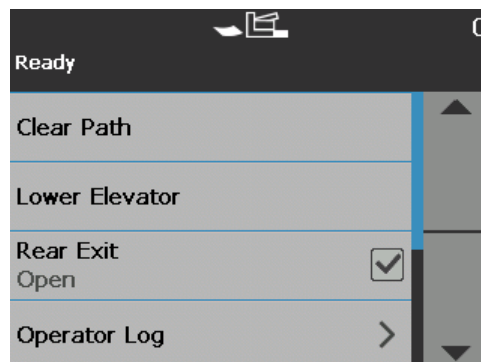 Ready
Clear Path
Lower Elevator
Rear Exit
Open
Operator Log